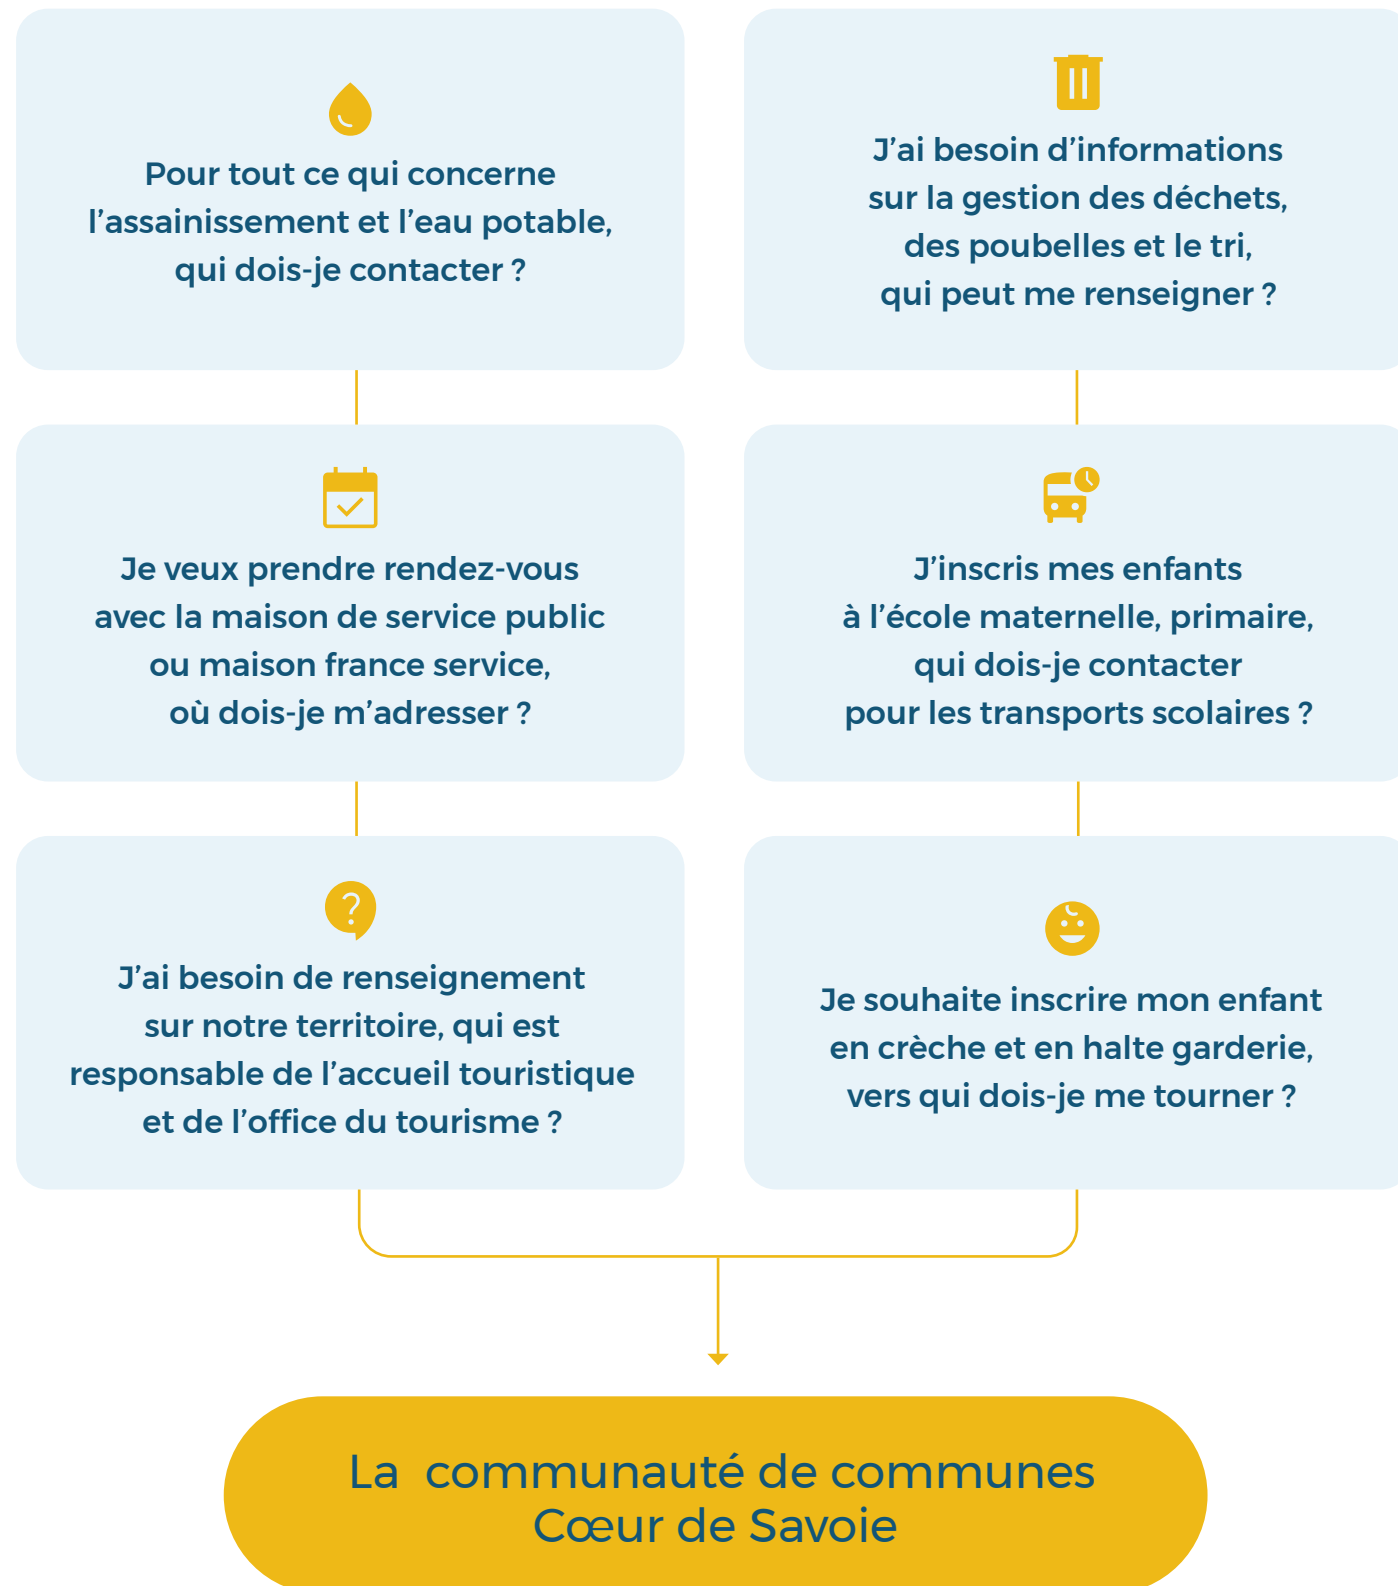 Pour tout ce qui concerne
l'assainissement et l'eau potable,
qui dois-je contacter ?
J'ai besoin d'informations
sur la gestion des déchets,
des poubelles et le tri,
qui peut me renseigner ?
Je veux prendre rendez-vous
avec la maison de service public
ou maison france service,
où dois-je m'adresser ?
J'inscris mes enfants
à l'école maternelle, primaire,
qui dois-je contacter
pour les transports scolaires ?
J'ai besoin de renseignement
sur notre territoire, qui est
responsable de l'accueil touristique
et de l'office du tourisme ?
Je souhaite inscrire mon enfant
en crèche et en halte garderie,
vers qui dois-je me tourner ?
La communauté de communes
Cœur de Savoie